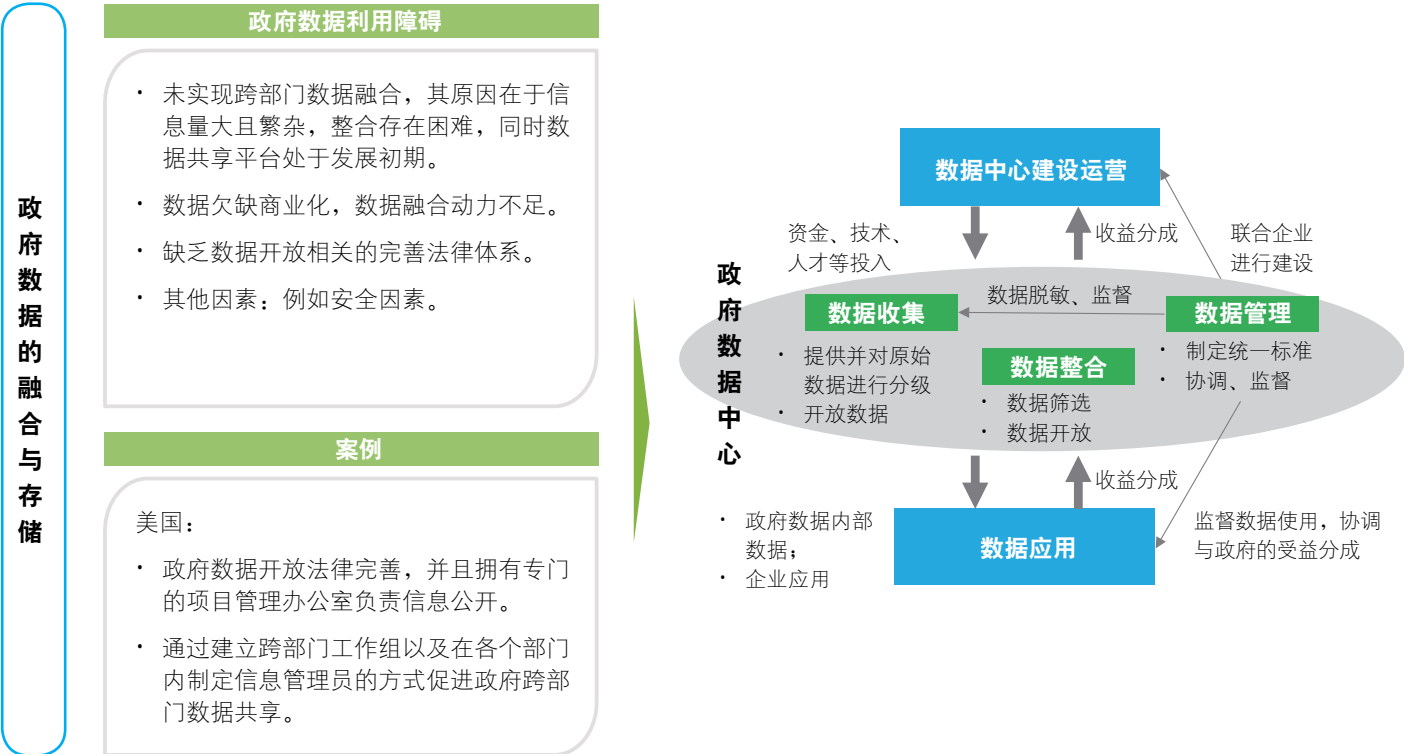 政府数据的融合与存储
政府数据利用障碍
· 未实现跨部门数据融合，其原因在于信
息量大且繁杂，整合存在困难，同时数
据共享平台处于发展初期。
· 数据欠缺商业化，数据融合动力不足。
· 缺乏数据开放相关的完善法律体系。
· 其他因素：例如安全因素。
案例
美国：
· 政府数据开放法律完善，并且拥有专门
的项目管理办公室负责信息公开。
· 通过建立跨部门工作组以及在各个部门
内制定信息管理员的方式促进政府跨部
门数据共享。
数据中心建设运营
资金、技术、
人才等投入
收益分成
联合企业
进行建设
政府数据中心
数据脱敏、监督
数据收集
· 提供并对原始
数据进行分级
· 开放数据
数据整合
· 数据筛选
· 数据开放
数据管理
· 制定统一标准
· 协调、监督
收益分成
· 政府数据内部
数据；
· 企业应用
数据应用
监督数据使用，协调
与政府的受益分成